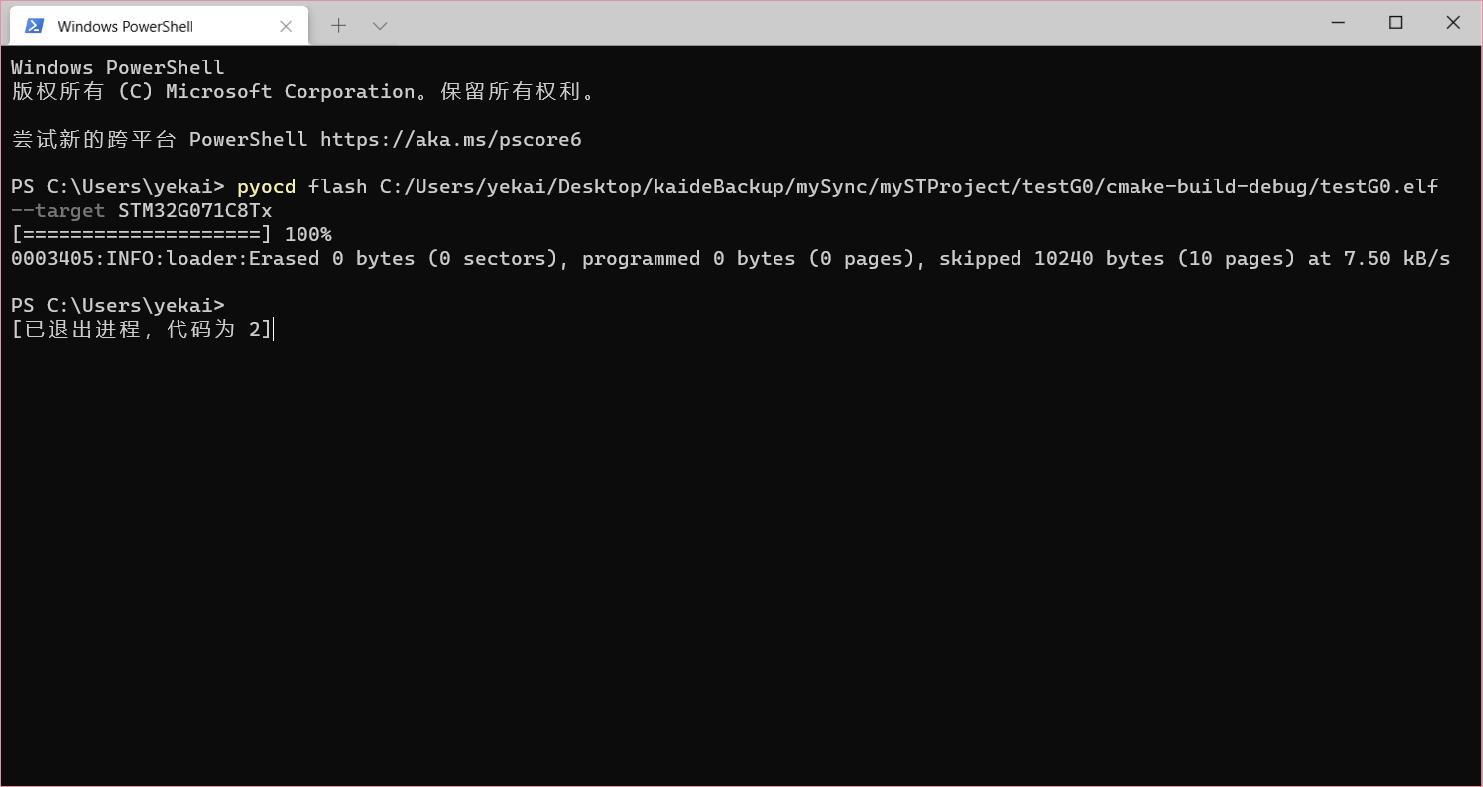 Windows PowerShell
Windows PowerShell
版权所有 (C) Microsoft Corporation。保留所有权利。
尝试新的跨平台 PowerShell https://aka.ms/pscore6
PS C:\Users\yekai> pyocd flash C:/Users/yekai/Desktop/kaideBackup/mySync/mySTProject/testG0/cmake-build-debug/testG0.elf
--target STM32G071C8Tx
[====================] 100%
0003405:INFO:loader:Erased 0 bytes (0 sectors), programmed 0 bytes (0 pages), skipped 10240 bytes (10 pages) at 7.50 kB/s
PS C:\Users\yekai>
[已退出进程，代码为 2]